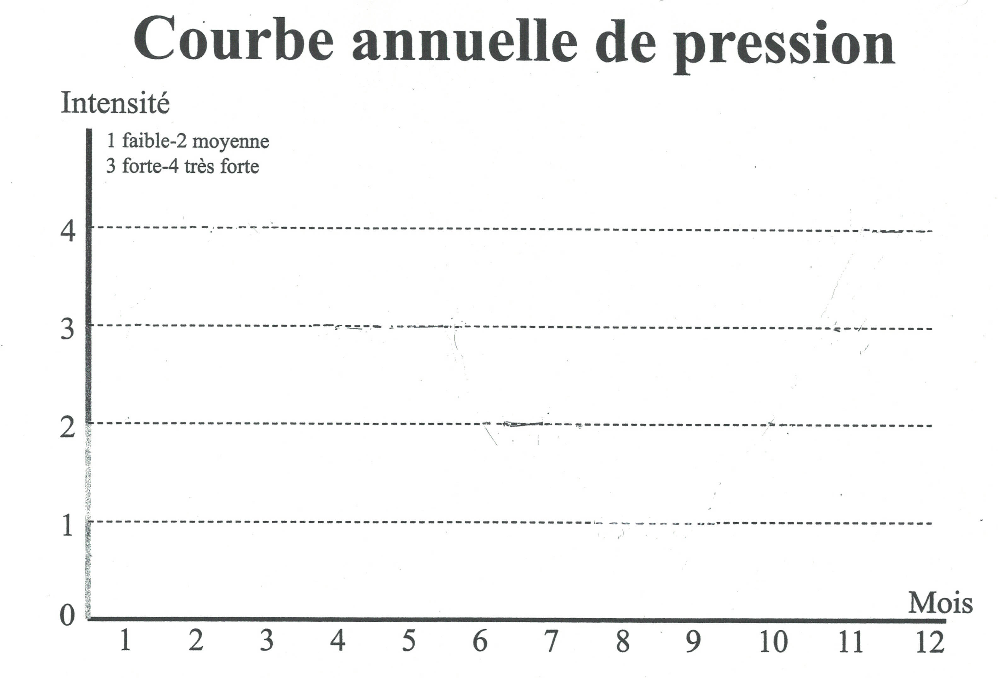 Courbe annuelle de pression
Intensité
1 faible-2 moyenne
3 forte-4 très forte
4
3
2
1
0
Mois
1 2 3 4 5 6 7 8 9 10 11 12